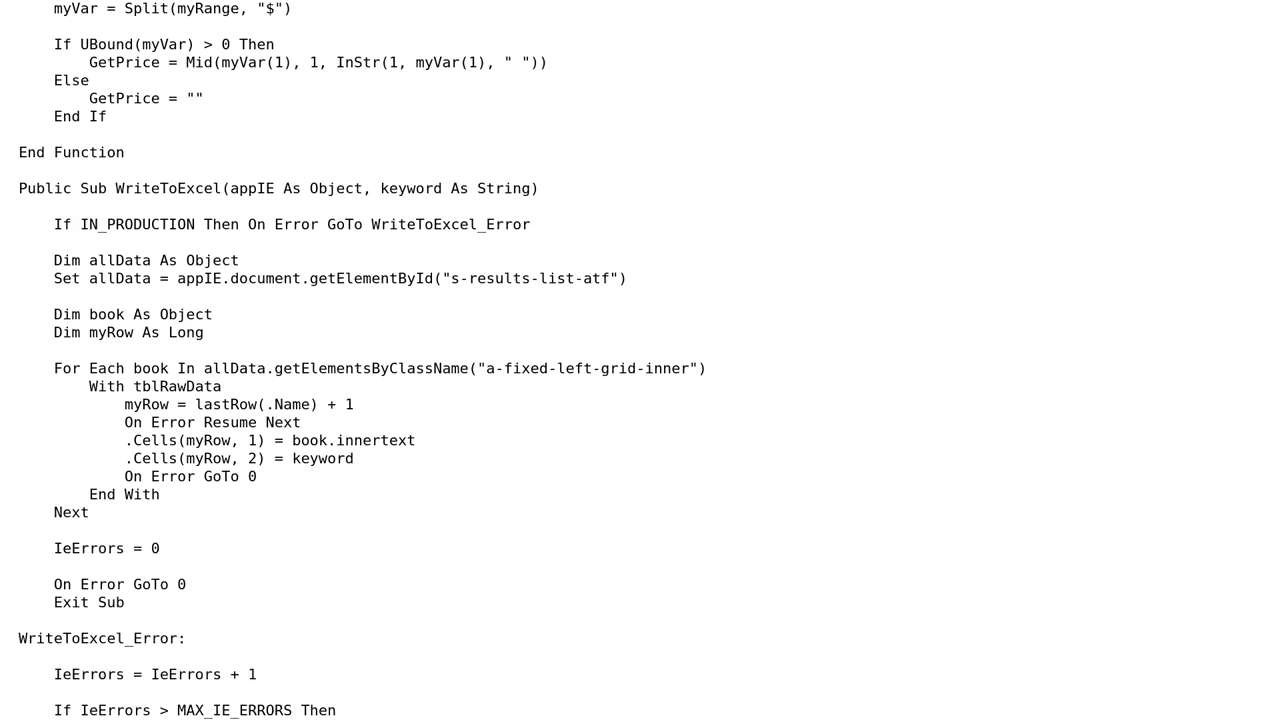 myVar = Split(myRange, "$")
If UBound(myVar) > 0 Then
GetPrice = Mid(myVar(1), 1, InStr(1, myVar(1), " "))
Else
GetPrice = ""
End If
End Function
Public Sub WriteToExcel(appIE As Object, keyword As String)
If IN_PRODUCTION Then On Error GoTo WriteToExcel_Error
Dim allData As Object
Set allData = appIE.document.getElementById("s-results-list-atf")
Dim book As Object
Dim myRow As Long
For Each book In allData.getElementsByClassName("a-fixed-left-grid-inner")
With tblRawData
myRow = lastRow(.Name) + 1
On Error Resume Next
.Cells(myRow, 1) = book.innertext
.Cells(myRow, 2) = keyword
On Error GoTo 0
End With
Next
IeErrors = 0
On Error GoTo 0
Exit Sub
WriteToExcel_Error:
IeErrors = IeErrors + 1
If IeErrors > MAX_IE_ERRORS Then